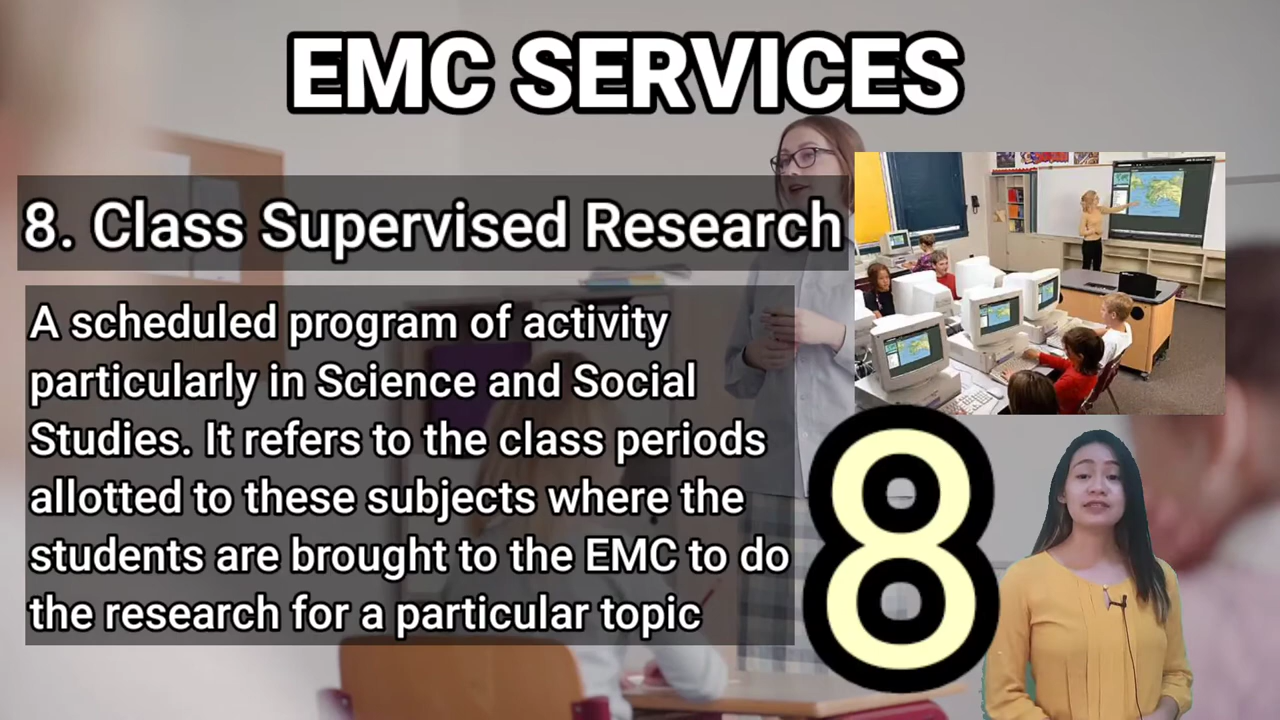 EMC SERVICES
8. Class Supervised Research
A scheduled program of activity
particularly in Science and Social
Studies. It refers to the class periods
allotted to these subjects where the
students are brought to the EMC to do
the research for a particular topic
8